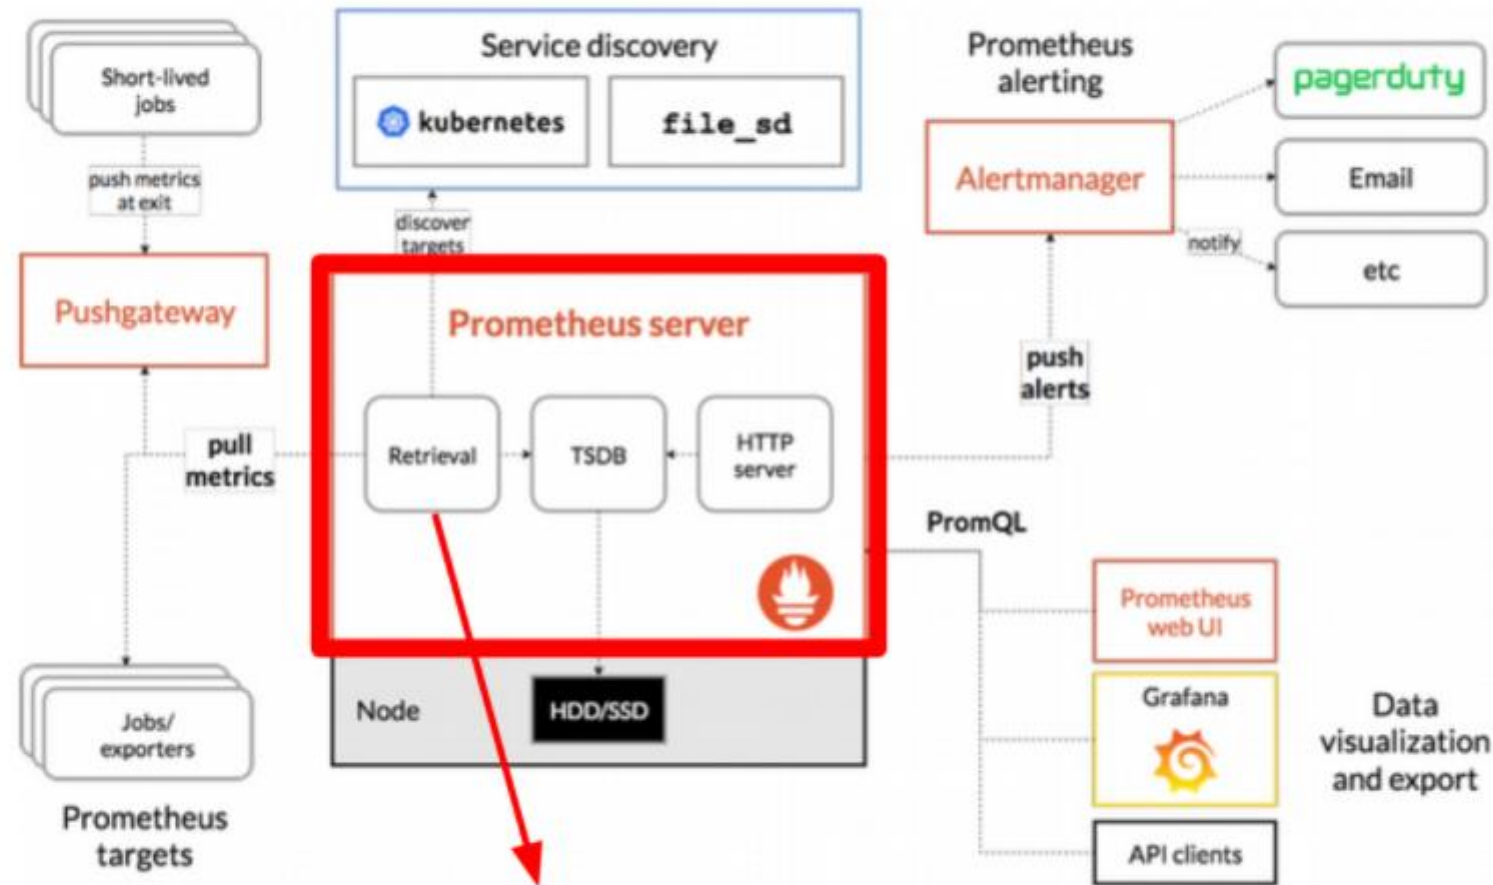 Short-lived
jobs
push metrics
at exit
Pushgateway
pull
metrics
Jobs/
exporters
Prometheus
targets
Service discovery
kubernetes
file_sd
discover
targets
Prometheus server
Retrieval
TSDB
HTTP
server
Node
HDD/SSD
Prometheus
alerting
Alertmanager
pagerduty
Email
notify
etc
push
alerts
PromQL
Prometheus
web UI
Grafana
API clients
Data
visualization
and export